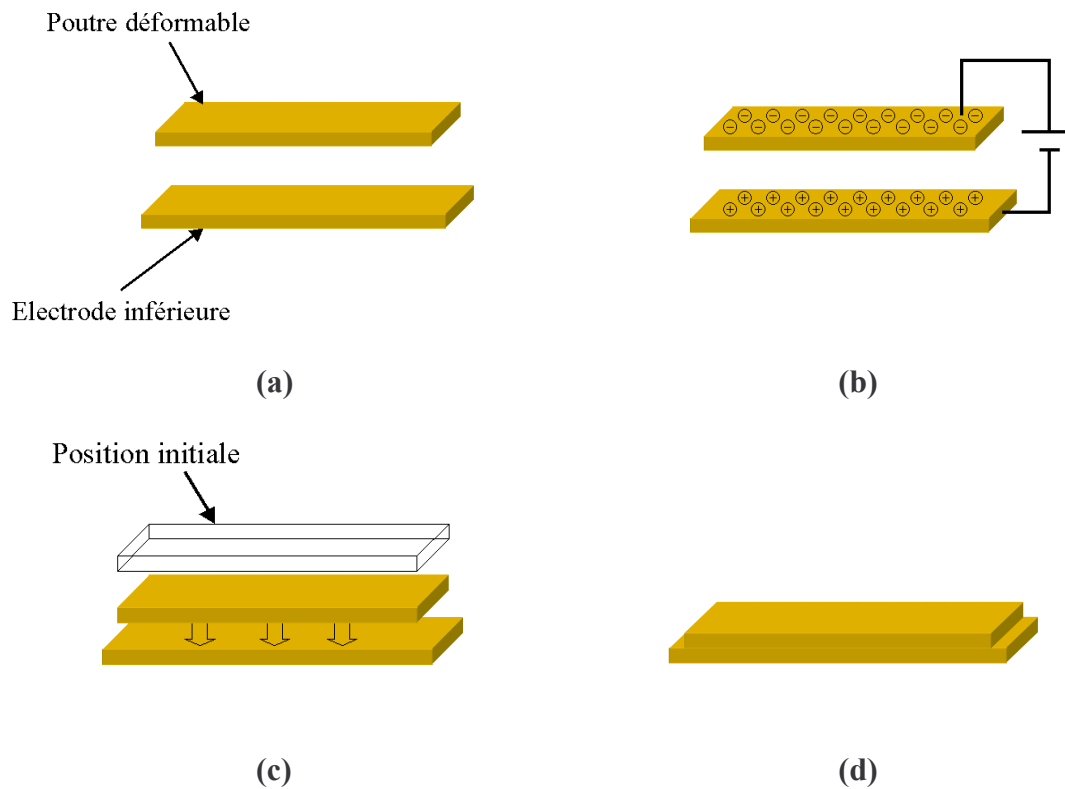 Poutre déformable
Electrode inférieure
(a)
(b)
Position initiale
(c)
(d)